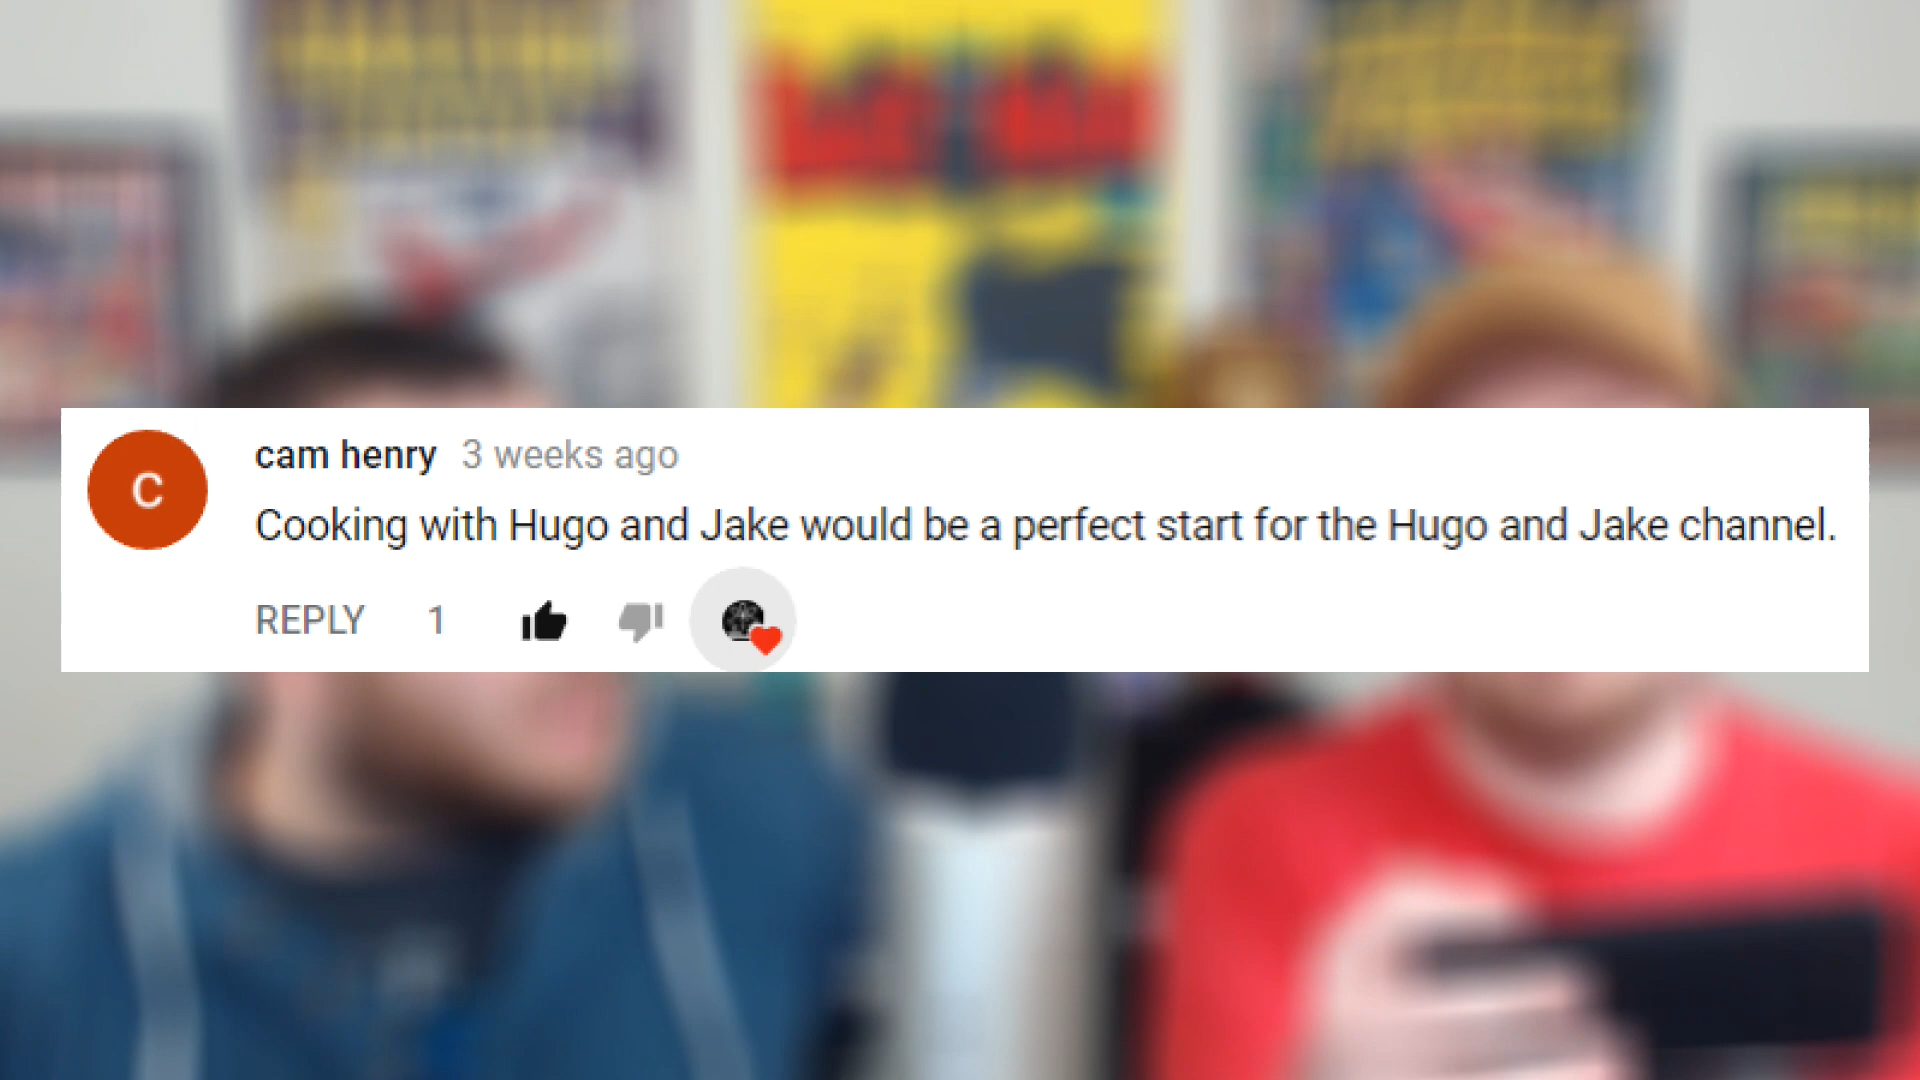 C
cam henry 3 weeks ago
Cooking with Hugo and Jake would be a perfect start for the Hugo and Jake channel.
REPLY 1